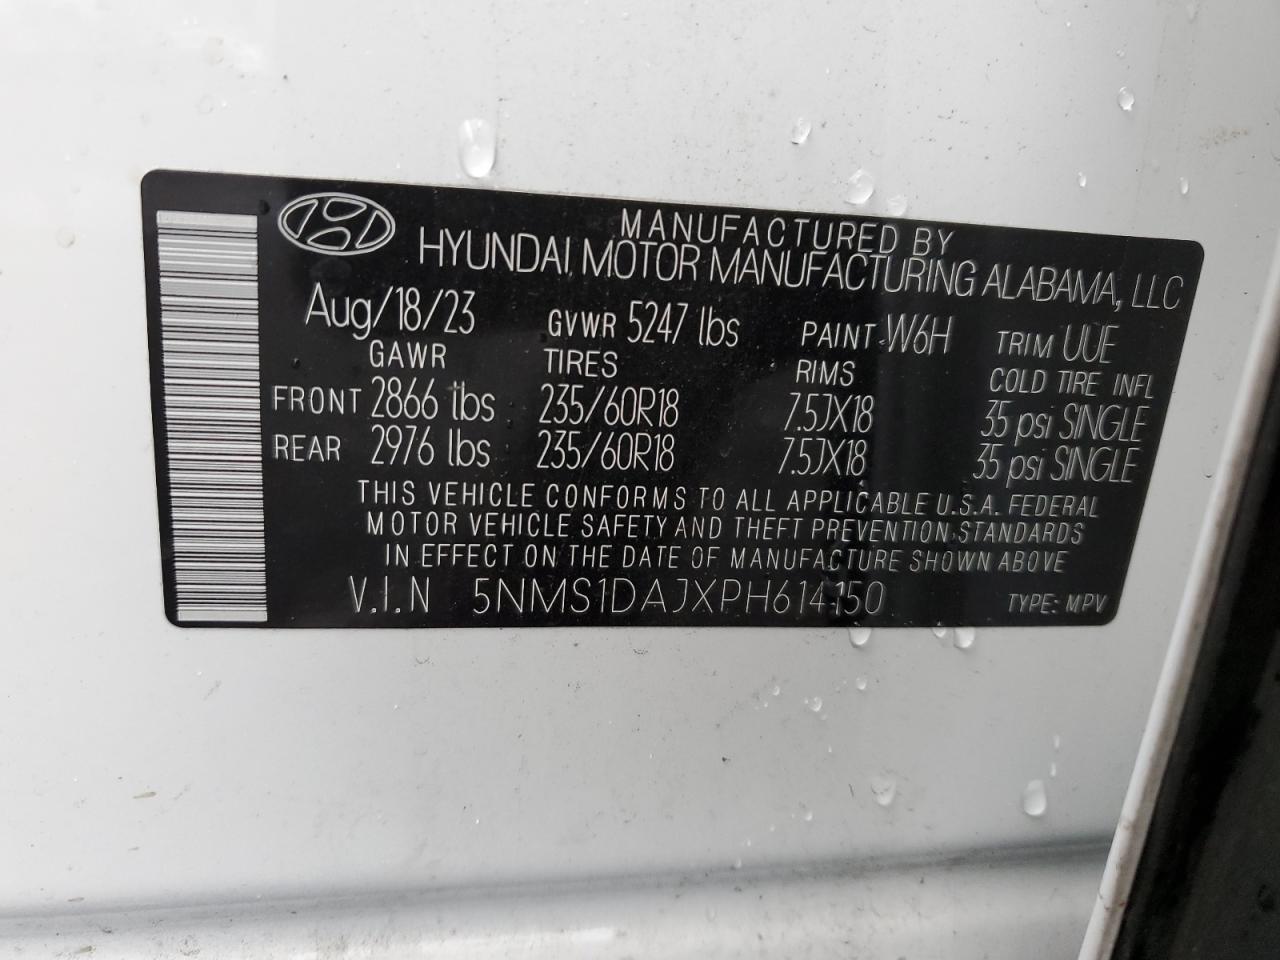 MANUFACTURED BY
HYUNDAI MOTOR MANUFACTURING ALABAMA, LLC
Aug/18/23 GVWR 5247 lbs PAINT W6H TRIM UUE
GAWR TIRES RIMS COLD TIRE INFL
FRONT 2866 lbs 235/60R18 7.5JX18 35 psi SINGLE
REAR 2976 lbs 235/60R18 7.5JX18 35 psi SINGLE
THIS VEHICLE CONFORMS TO ALL APPLICABLE U.S.A. FEDERAL
MOTOR VEHICLE SAFETY AND THEFT PREVENTION STANDARDS
IN EFFECT ON THE DATE OF MANUFACTURE SHOWN ABOVE
V.I.N 5NMS1DAJXPH614150 TYPE: MPV